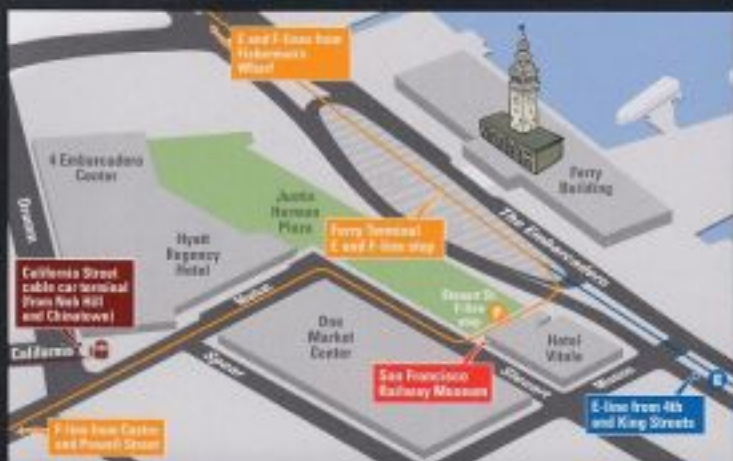 E and F-lines from
Fisherman's
Wharf
4 Embarcadero
Center
Justin
Herman
Plaza
Ferry
Building
Drumm
Hyatt
Regency
Hotel
Ferry Terminal
E and F-line stop
The Embarcadero
California Street
cable car terminal
(from Nob Hill
and Chinatown)
Market
Steuart St.
F-line
stop
California
One
Market
Center
Hotel
Vitale
Spear
San Francisco
Railway Museum
Steuart
Mission
F-line from Castro
and Powell Street
E-line from 4th
and King Streets